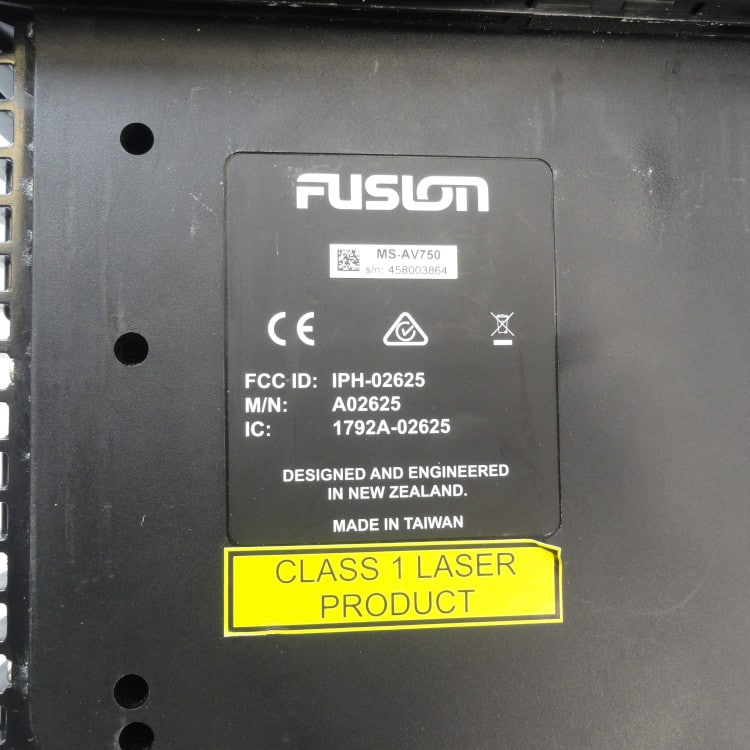 FUSION
MS-AV750
s/n: 458003864
CE
FCC ID: IPH-02625
M/N: A02625
IC: 1792A-02625
DESIGNED AND ENGINEERED
IN NEW ZEALAND.
MADE IN TAIWAN
CLASS 1 LASER
PRODUCT